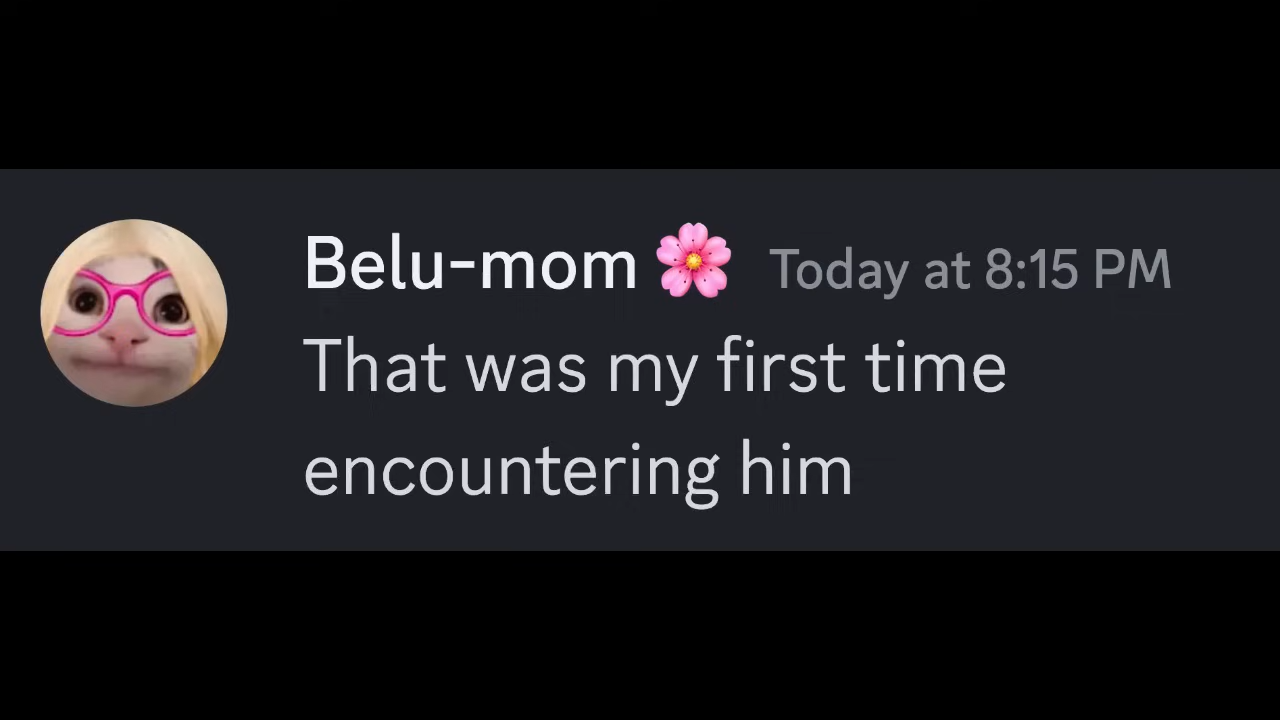 Belu-mom🌸 Today at 8:15 PM
That was my first time
encountering him